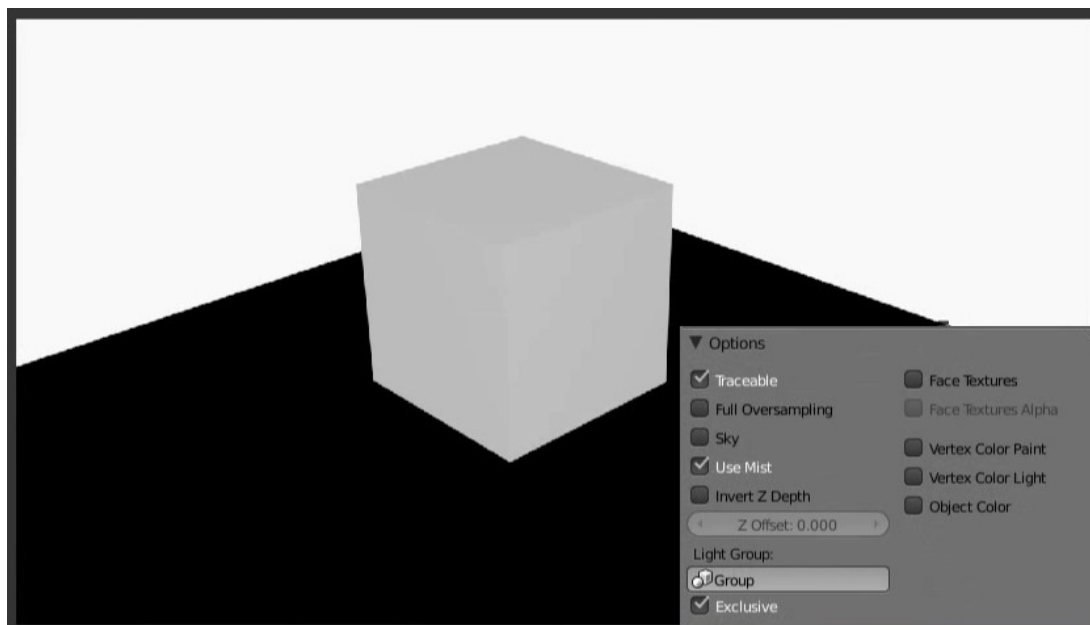 Options
Traceable
Full Oversampling
Sky
Use Mist
Invert Z Depth
Z Offset: 0.000
Light Group:
Group
Exclusive
Face Textures
Face Textures Alpha
Vertex Color Paint
Vertex Color Light
Object Color